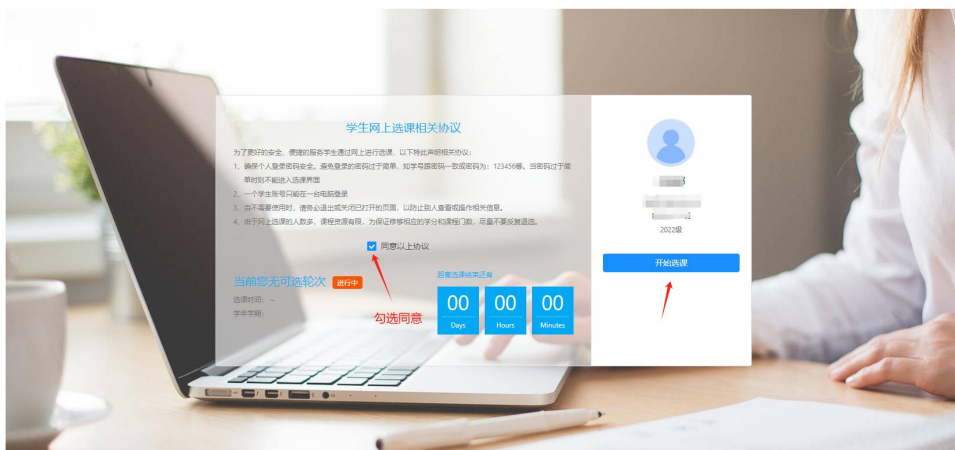 学生网上选课相关协议
为了更好的安全、便捷的服务学生通过网上进行选课，以下特此声明相关协议：
1、确保个人登录密码安全。避免登录的密码过于简单，如学号跟密码一致或密码为：123456等。当密码过于简
单时则不能进入选课界面
2、一个学生账号只能在一台电脑登录
3、当不需要使用时，请务必退出或关闭已打开的页面，以防止别人查看或操作相关信息。
4、由于网上选课的人数多，课程资源有限，为保证修够相应的学分和课程门数，尽量不要反复退选。
同意以上协议
当前您无可选轮次 进行中
选课时间： ~
学年学期：
勾选同意
距离选课结束还有
00 00 00
Days Hours Minutes
2022级
开始选课